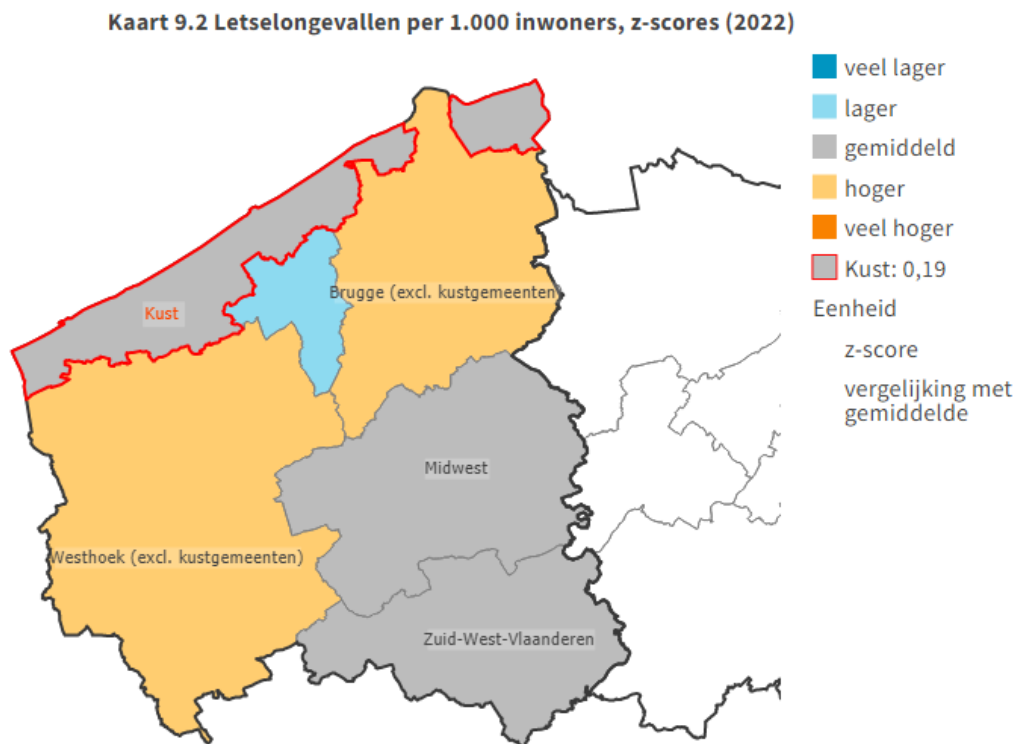 Kaart 9.2 Letselongevallen per 1.000 inwoners, z-scores (2022)
veel lager
lager
gemiddeld
hoger
veel hoger
Kust: 0,19
Eenheid
z-score
vergelijking met
gemiddelde
Brugge (excl. kustgemeenten)
Kust
Midwest
Westhoek (excl. kustgemeenten)
Zuid-West-Vlaanderen